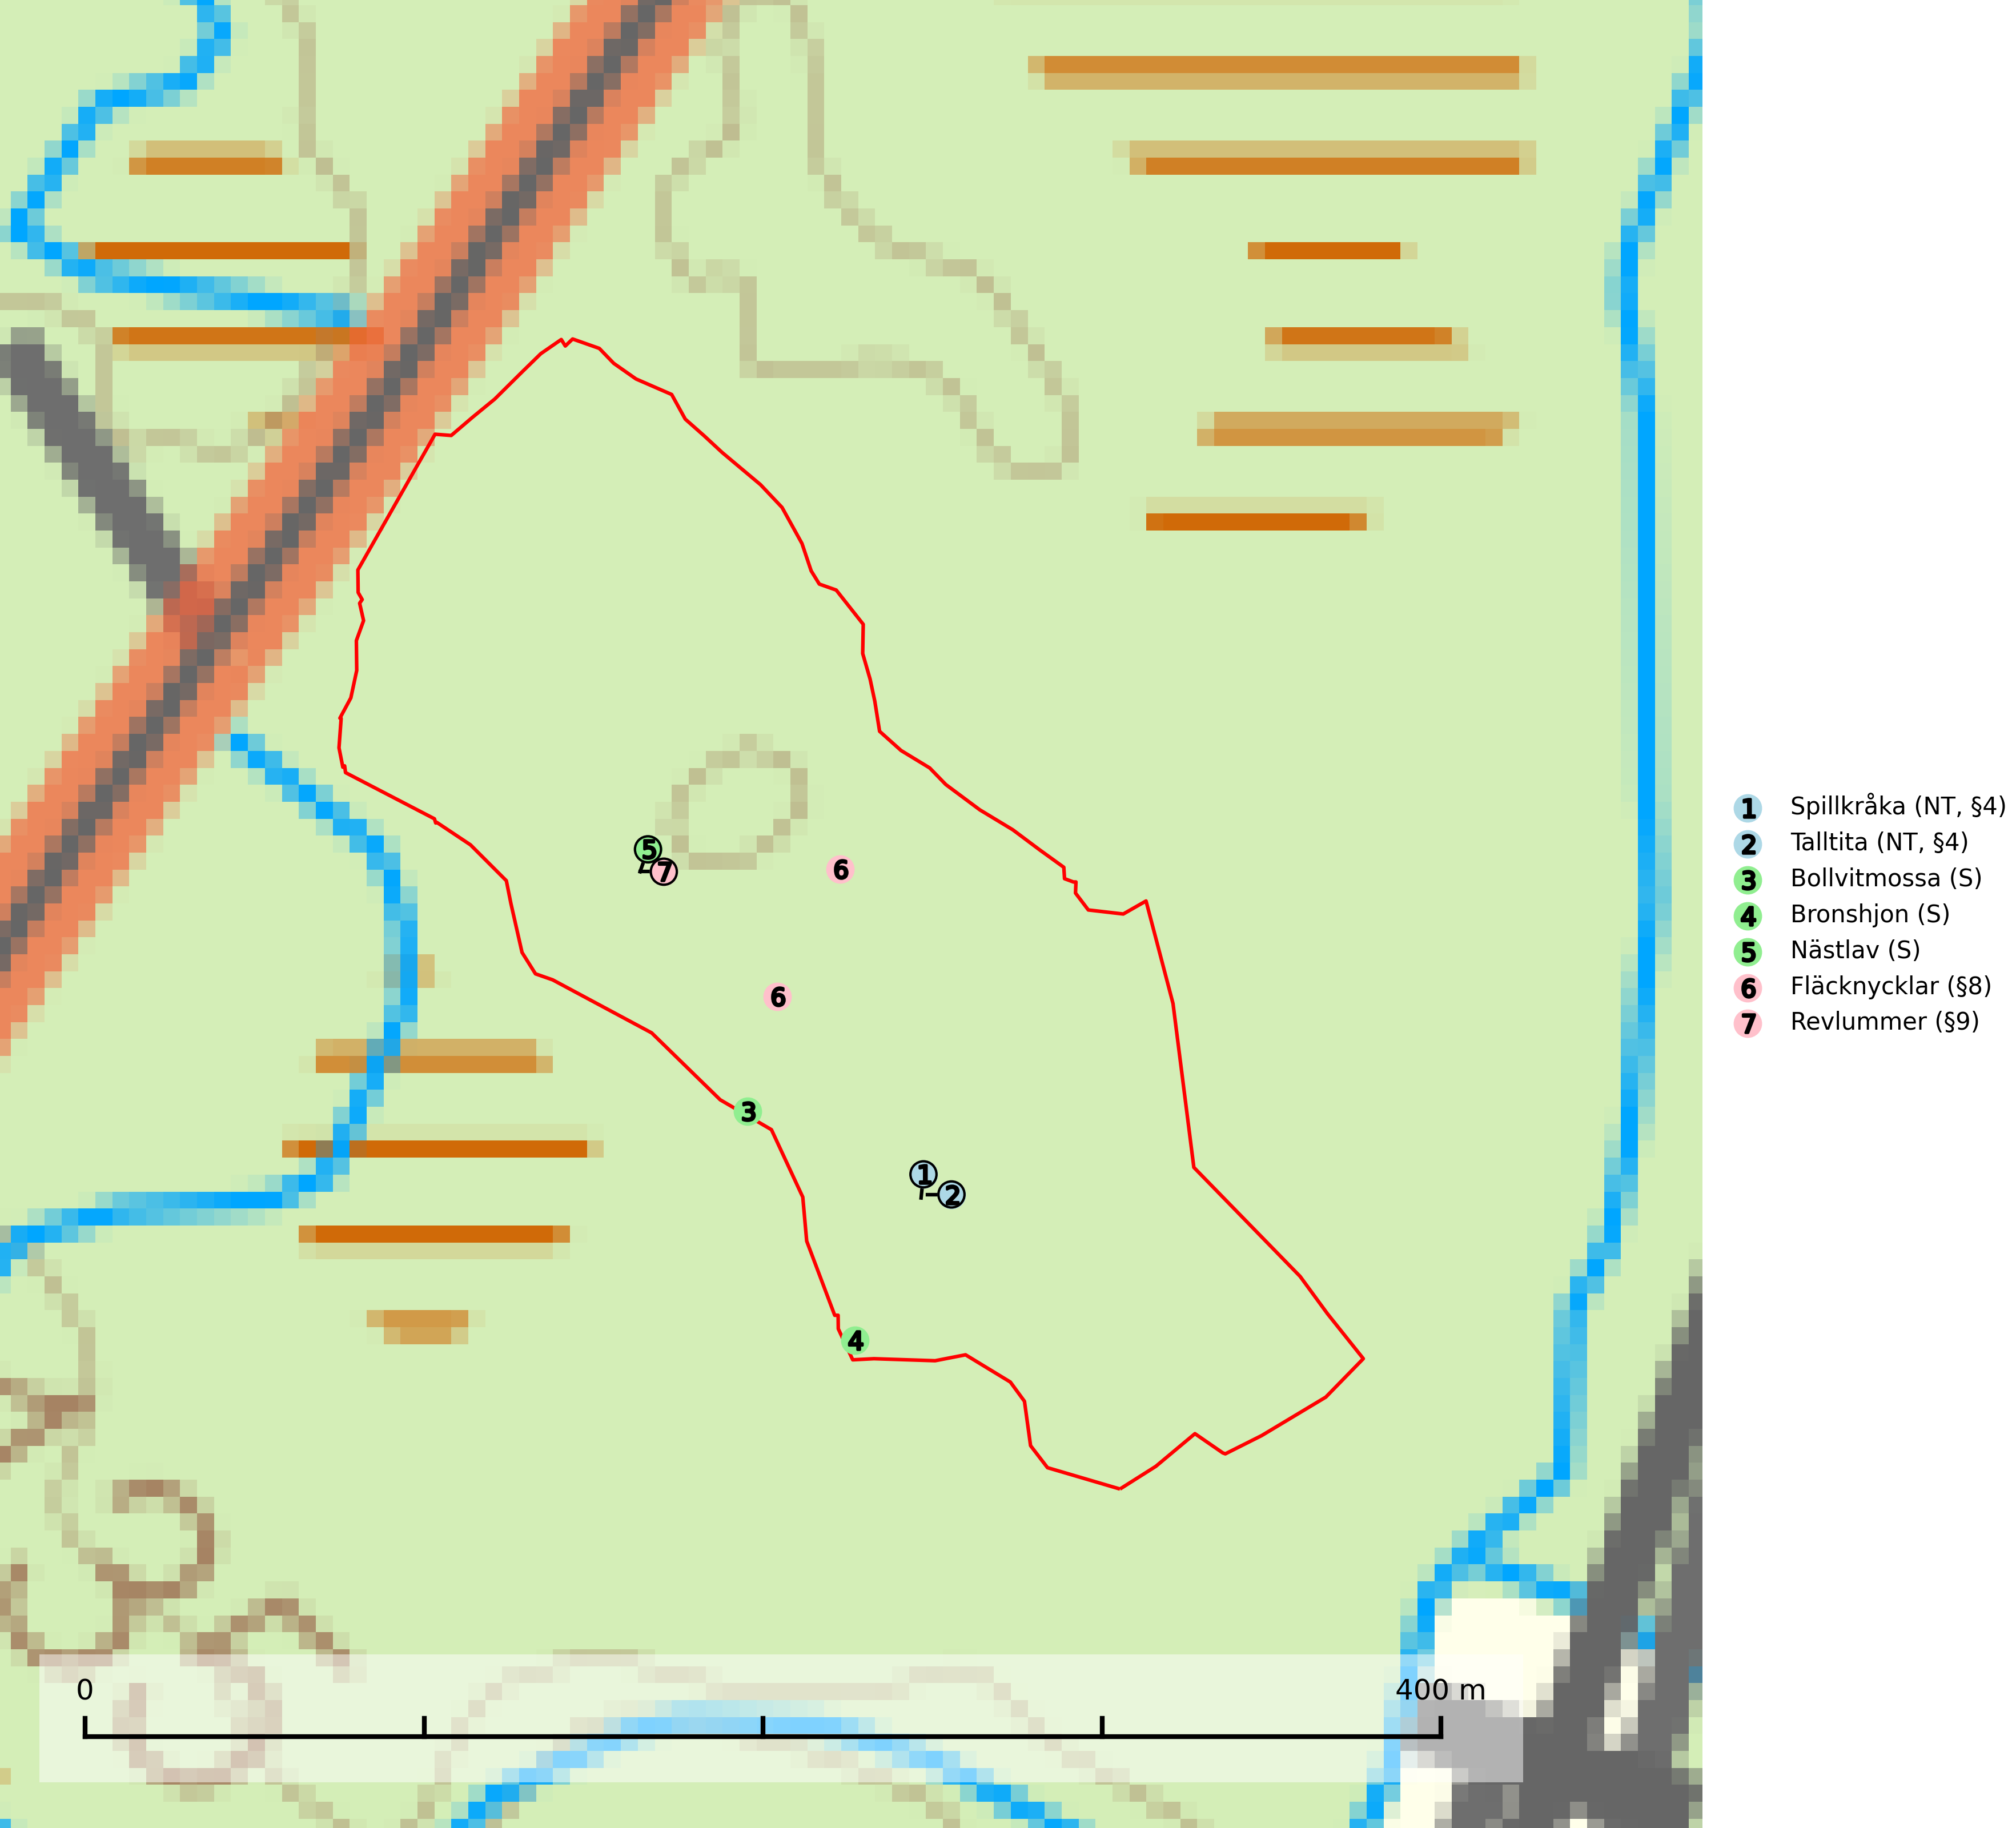 5
7
6
6
3
1
2
4
1 Spillkråka (NT, §4)
2 Talltita (NT, §4)
3 Bollvitmossa (S)
4 Bronshjon (S)
5 Nästlav (S)
6 Fläcknycklar (§8)
7 Revlummer (§9)
0 400 m